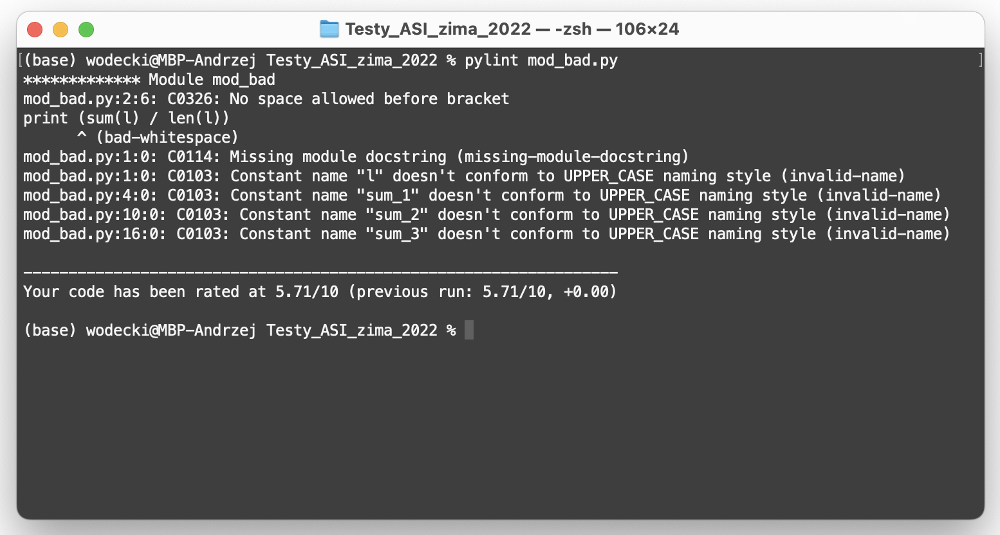 Testy_ASI_zima_2022 — -zsh — 106×24
[(base) wodecki@MBP-Andrzej Testy_ASI_zima_2022 % pylint mod_bad.py ]
************* Module mod_bad
mod_bad.py:2:6: C0326: No space allowed before bracket
print (sum(l) / len(l))
      ^ (bad-whitespace)
mod_bad.py:1:0: C0114: Missing module docstring (missing-module-docstring)
mod_bad.py:1:0: C0103: Constant name "l" doesn't conform to UPPER_CASE naming style (invalid-name)
mod_bad.py:4:0: C0103: Constant name "sum_1" doesn't conform to UPPER_CASE naming style (invalid-name)
mod_bad.py:10:0: C0103: Constant name "sum_2" doesn't conform to UPPER_CASE naming style (invalid-name)
mod_bad.py:16:0: C0103: Constant name "sum_3" doesn't conform to UPPER_CASE naming style (invalid-name)
------------------------------------------------------------------
Your code has been rated at 5.71/10 (previous run: 5.71/10, +0.00)
(base) wodecki@MBP-Andrzej Testy_ASI_zima_2022 %